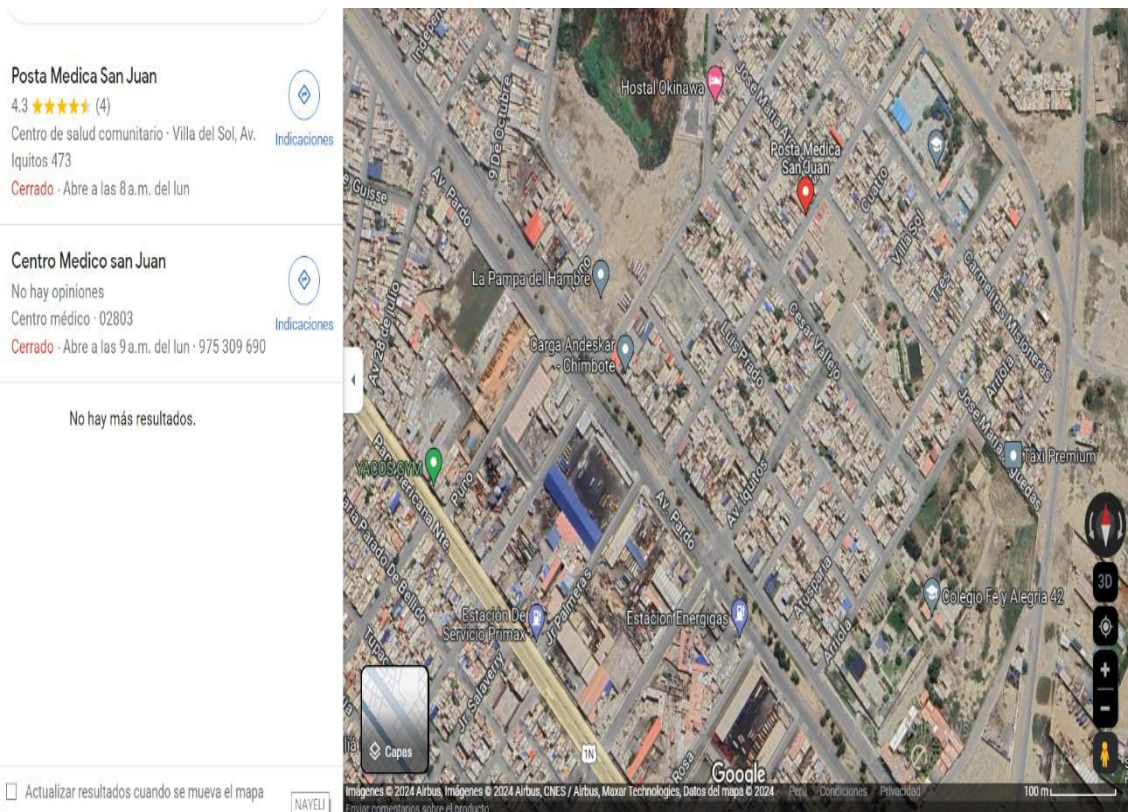 Posta Medica San Juan
4.3 ★★★★★ (4)
Centro de salud comunitario · Villa del Sol, Av.
Iquitos 473
Cerrado · Abre a las 8 a.m. del lun
Indicaciones
Centro Medico san Juan
No hay opiniones
Centro médico · 02803
Cerrado · Abre a las 9 a.m. del lun · 975 309 690
Indicaciones
No hay más resultados.
Actualizar resultados cuando se mueva el mapa
NAYELI
Hostal Okinawa
Posta Medica
San Juan
9 De Octubre
Av. Pardo
Cuatro
Villa Sol
Tres
Carmelitas Misioneras
La Pampa del Hambre
Av. 28 de Julio
Carga Andeskar
- Chimbote
Luis Prado
Cesar Vallejo
Arriola
YACOS GYM
Puno
Av. Iquitos
Taxi Premium
Av. Pardo
Atusparia
Arriola
Colegio Fé y Alegria 42
Estación De
Servicio Primax
Jr. Palmeras
Estacion Energigas
Jr. Salaverry
1N
Rosa
Capas
3D
Google
Imágenes © 2024 Airbus, Imágenes © 2024 Airbus, CNES / Airbus, Maxar Technologies, Datos del mapa © 2024
Perú
Condiciones
Privacidad
100 m
Enviar comentarios sobre el producto